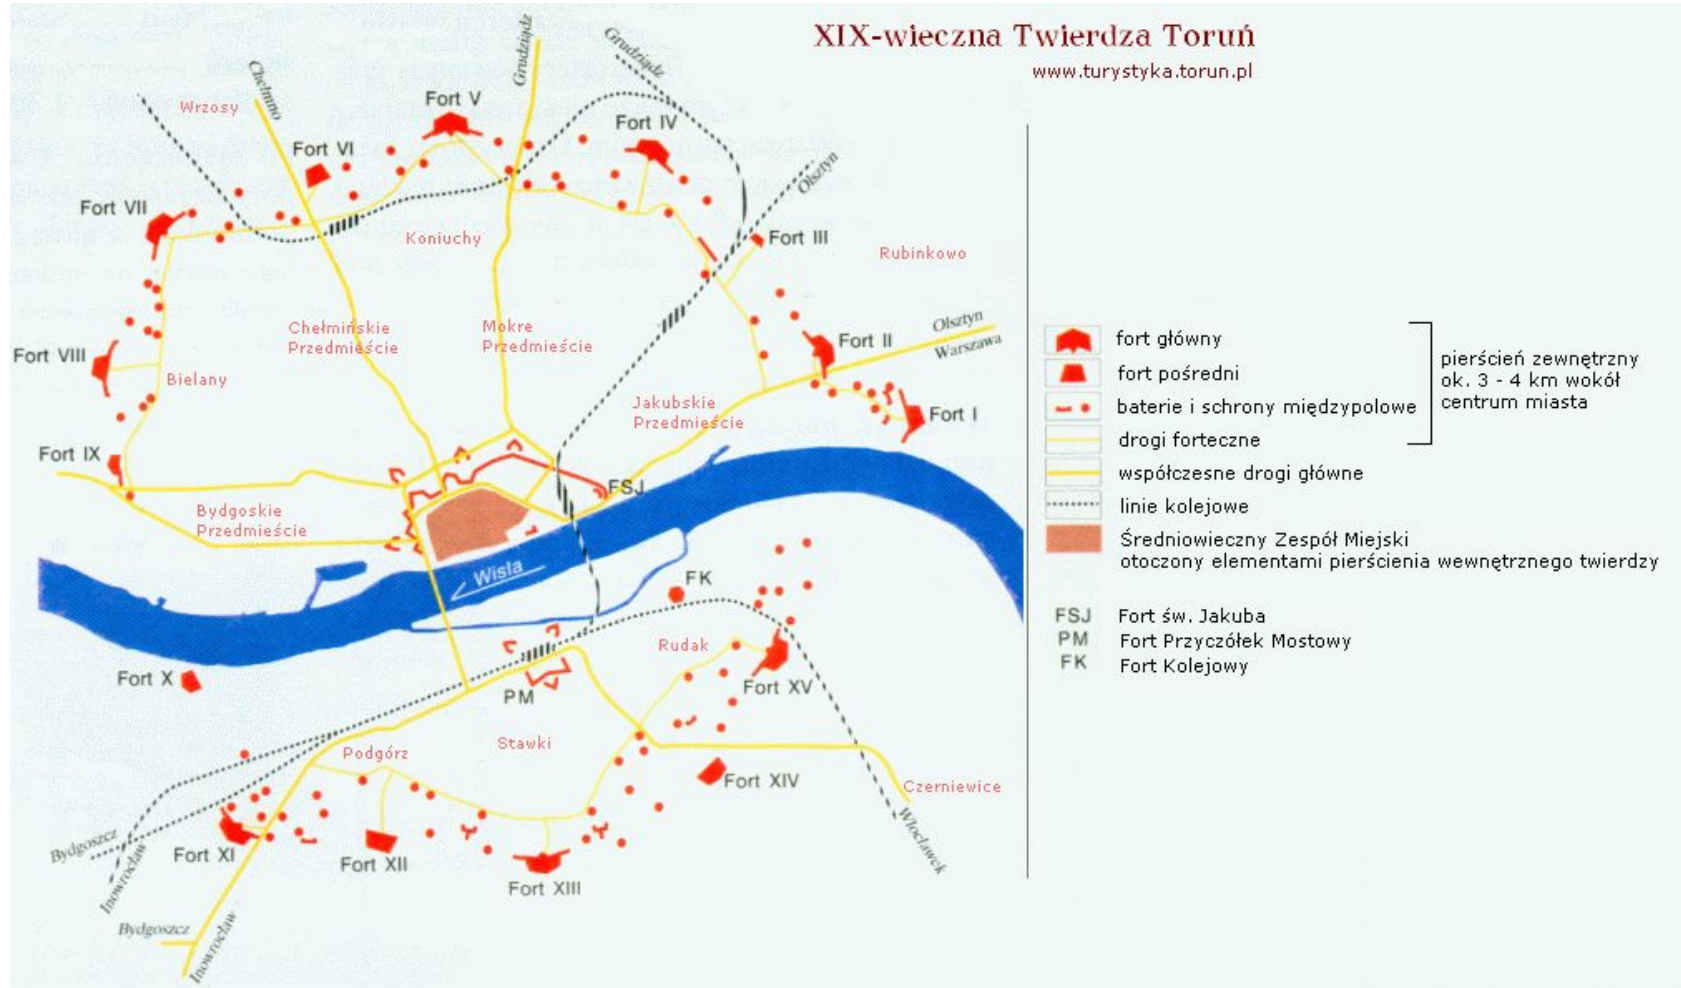 XIX-wieczna Twierdza Toruń
www.turystyka.torun.pl
Grudziądz
Grudziądz
Chełmno
Wrzosy
Fort V
Fort IV
Fort VI
Olsztyn
Fort VII
Koniuchy
Fort III
Rubinkowo
Chełmińskie
Przedmieście
Mokre
Przedmieście
Olsztyn
Warszawa
Fort II
Fort VIII
Bielany
Jakubskie
Przedmieście
Fort I
Fort IX
FSJ
Bydgoskie
Przedmieście
Wisła
FK
Rudak
Fort X
PM
Fort XV
Stawki
Podgórz
Fort XIV
Czerniewice
Bydgoszcz
Inowrocław
Fort XI
Fort XII
Fort XIII
Włocławek
Bydgoszcz
Inowrocław
fort główny
fort pośredni
baterie i schrony międzypolowe
drogi forteczne
pierścień zewnętrzny
ok. 3 - 4 km wokół
centrum miasta
współczesne drogi główne
linie kolejowe
Średniowieczny Zespół Miejski
otoczony elementami pierścienia wewnętrznego twierdzy
FSJ Fort św. Jakuba
PM Fort Przyczółek Mostowy
FK Fort Kolejowy